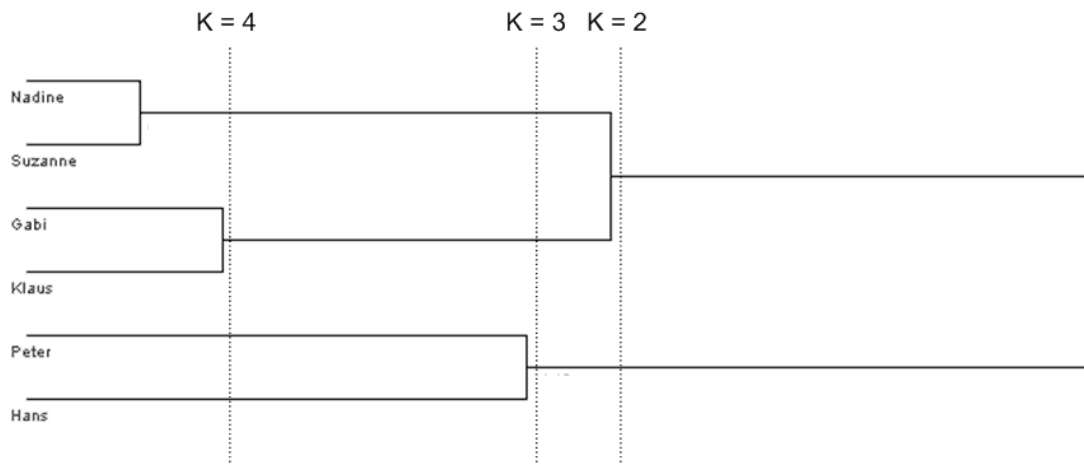 K = 4 K = 3 K = 2
Nadine
Suzanne
Gabi
Klaus
Peter
Hans